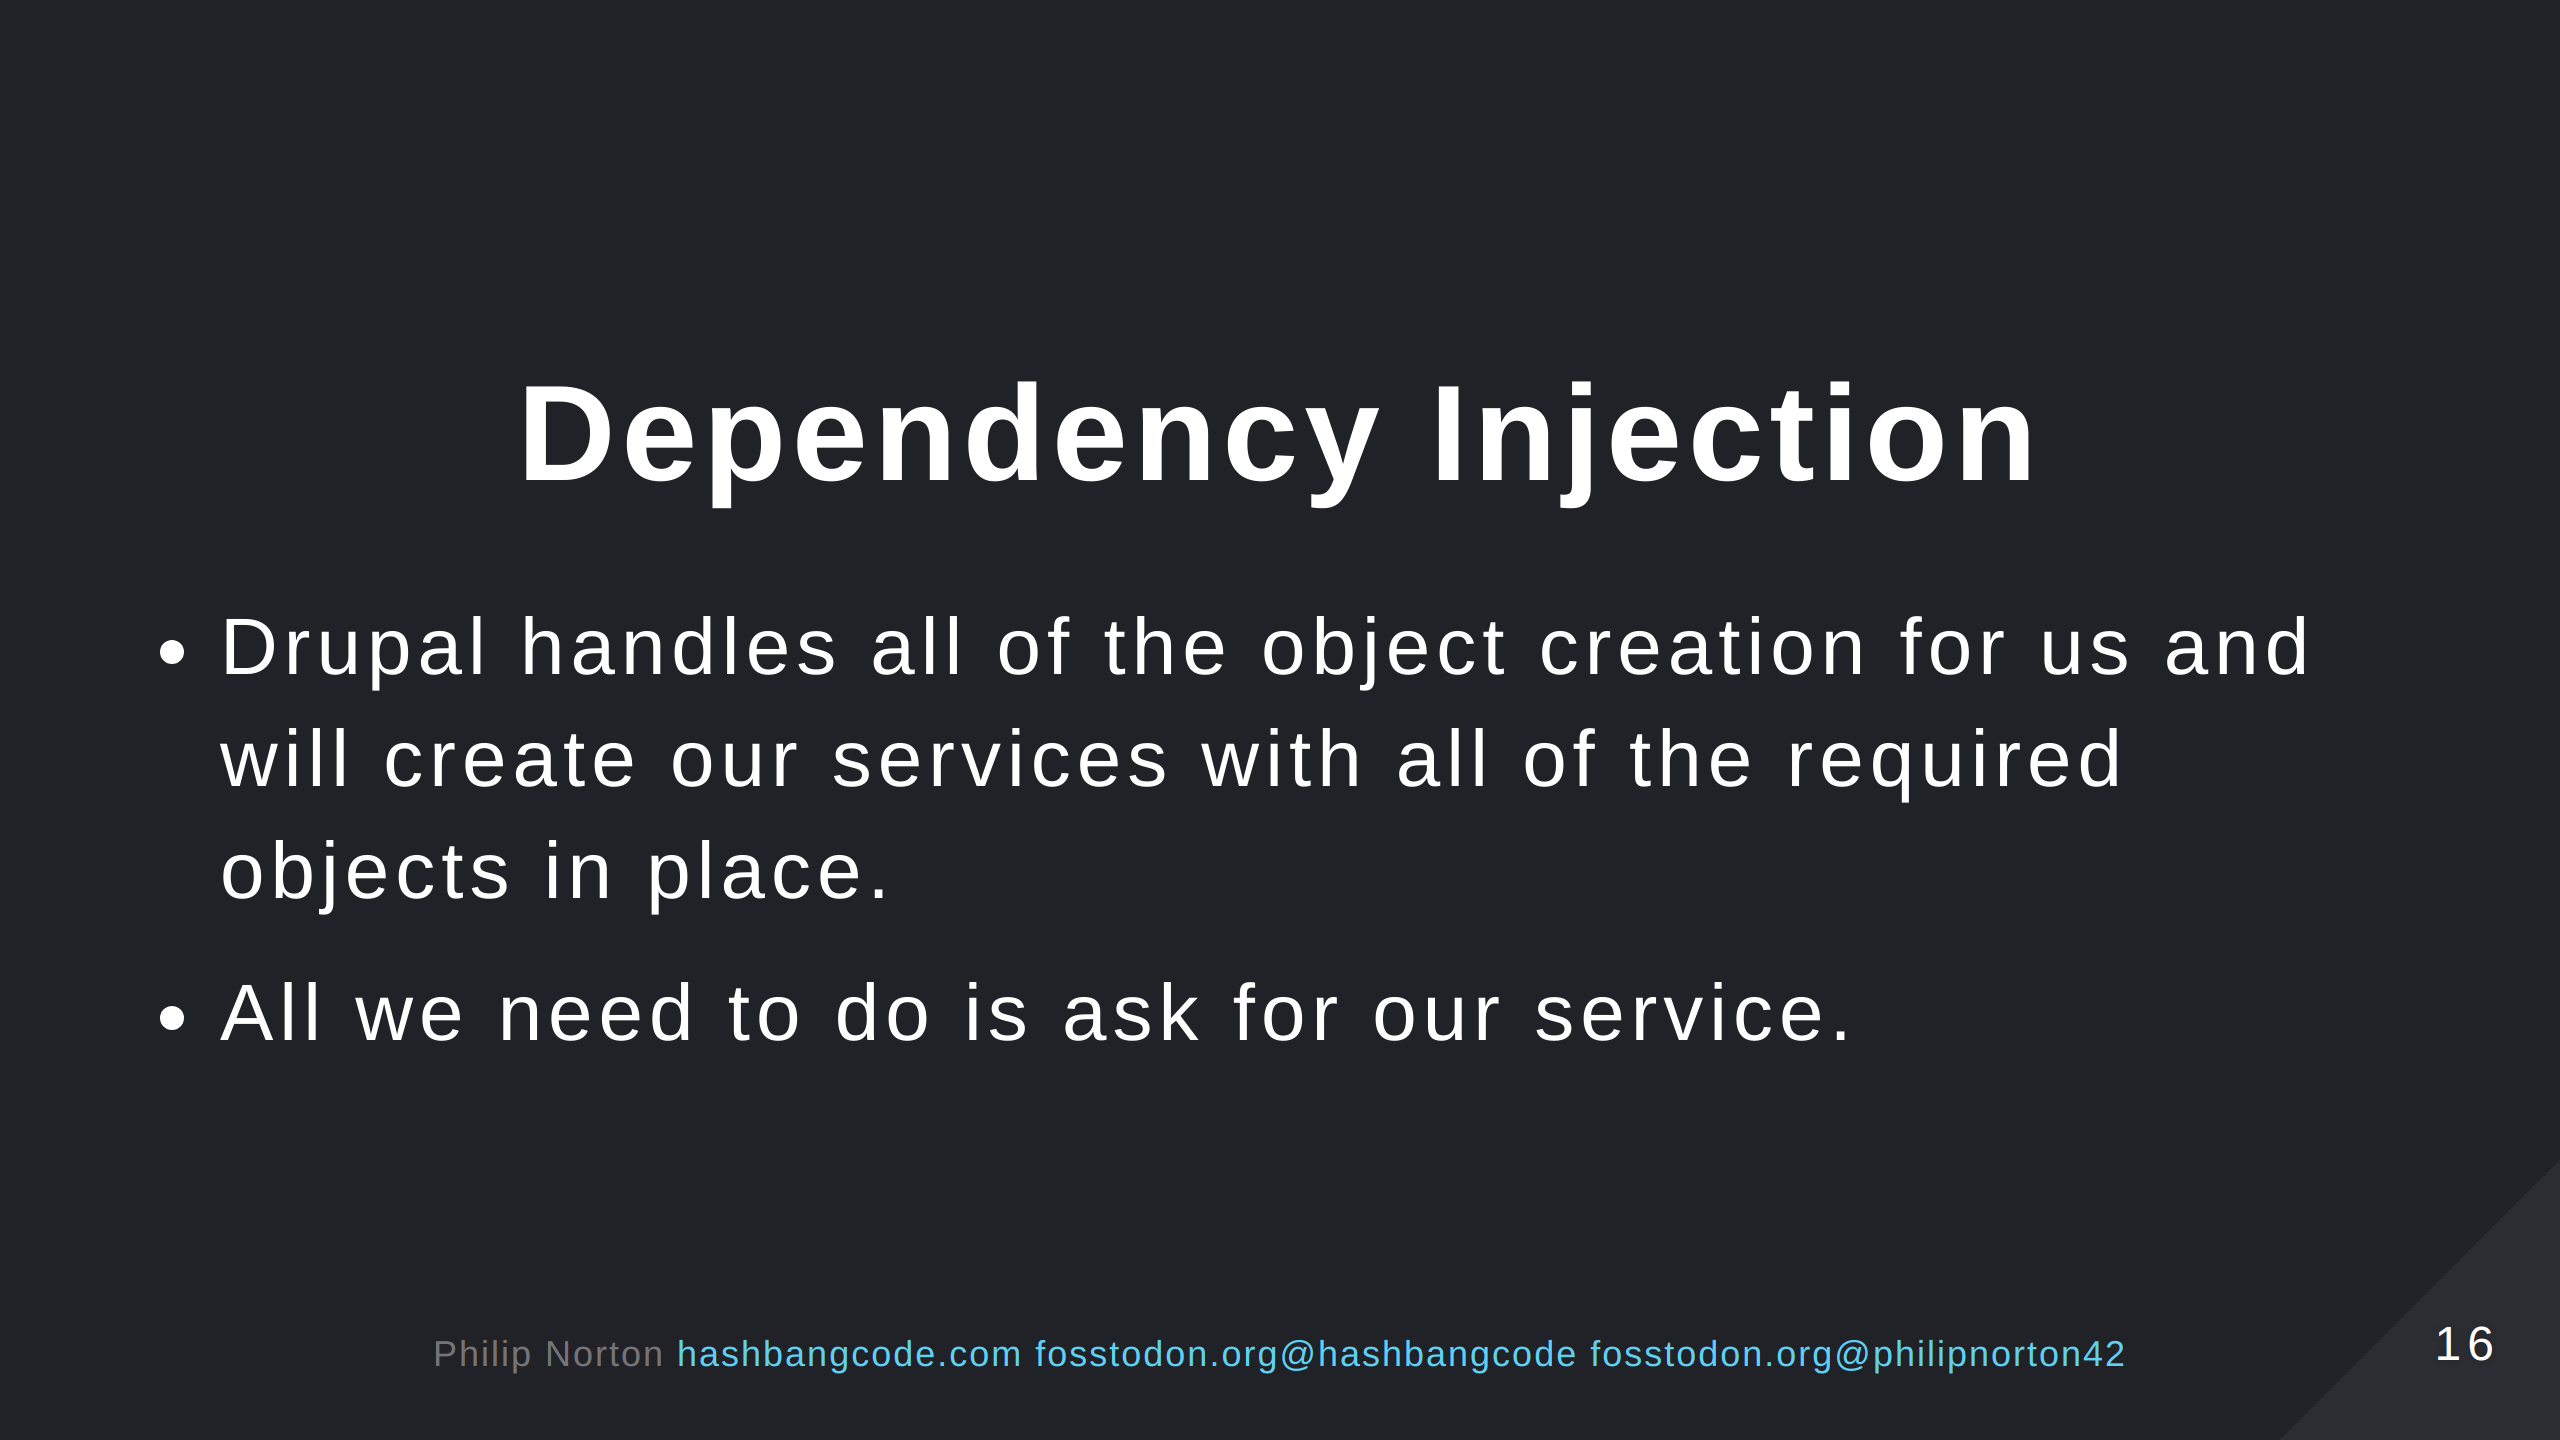 Dependency Injection
• Drupal handles all of the object creation for us and
will create our services with all of the required
objects in place.
• All we need to do is ask for our service.
Philip Norton hashbangcode.com fosstodon.org@hashbangcode fosstodon.org@philipnorton42
16